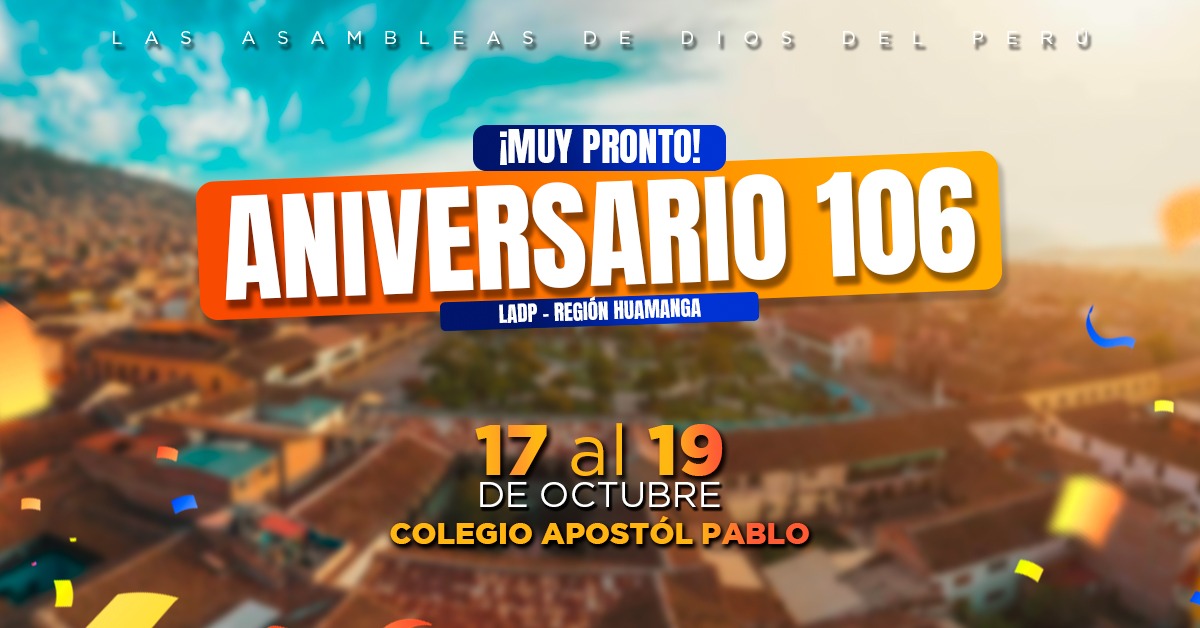 LAS ASAMBLEAS DE DIOS DEL PERÚ
¡MUY PRONTO!
ANIVERSARIO 106
LADP - REGIÓN HUAMANGA
17 al 19
DE OCTUBRE
COLEGIO APOSTÓL PABLO